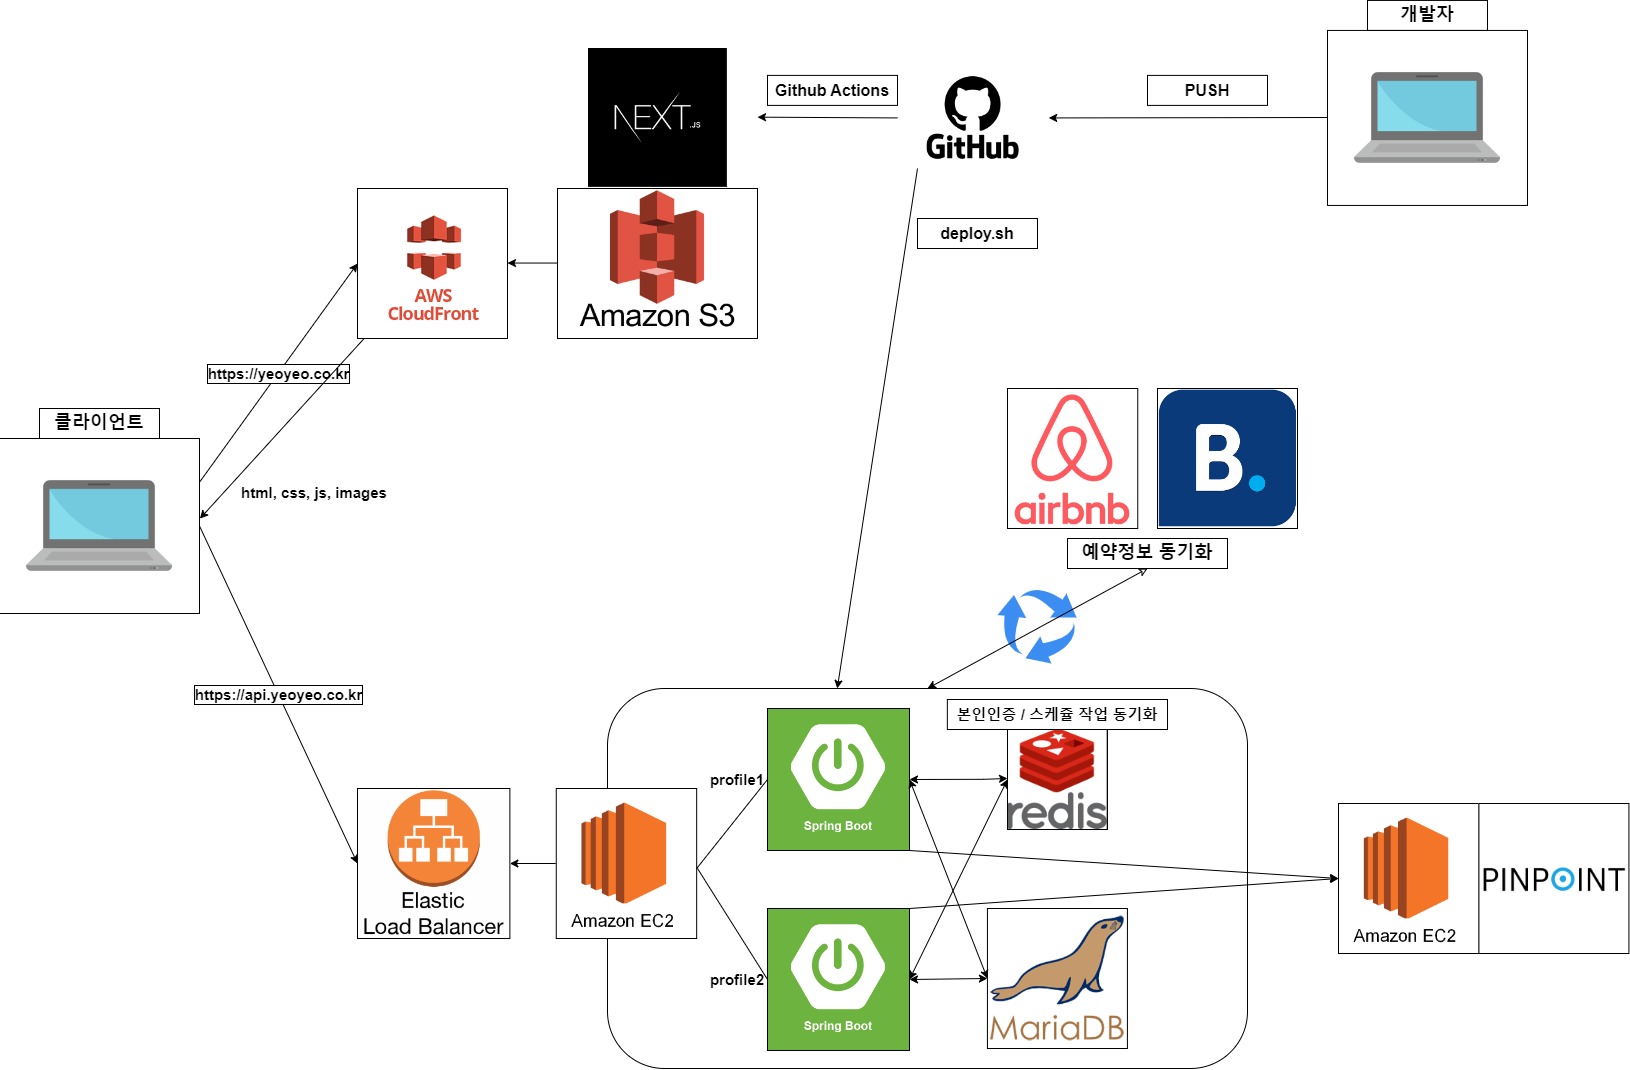 개발자
PUSH
Github Actions
GitHub
NEXT.js
deploy.sh
AWS
CloudFront
Amazon S3
https://yeoyeo.co.kr
클라이언트
html, css, js, images
airbnb
B.
예약정보 동기화
https://api.yeoyeo.co.kr
본인인증 / 스케쥴 작업 동기화
profile1
Spring Boot
redis
Elastic
Load Balancer
Amazon EC2
Amazon EC2
PINPOINT
profile2
Spring Boot
MariaDB